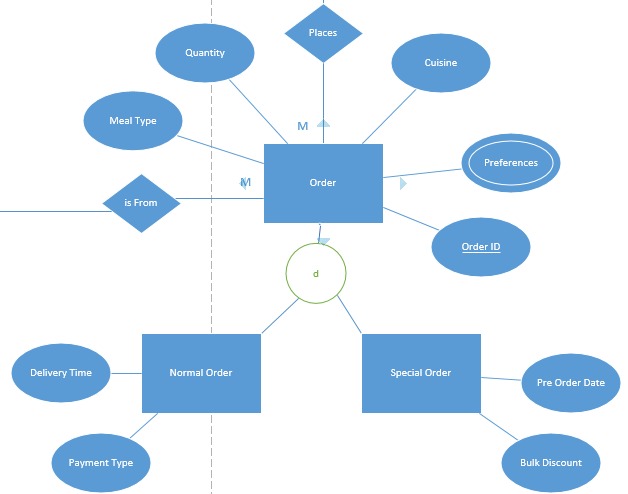 Places
Quantity
Cuisine
Meal Type
M
Preferences
M
Order
is From
Order ID
d
Delivery Time
Normal Order
Special Order
Pre Order Date
Payment Type
Bulk Discount